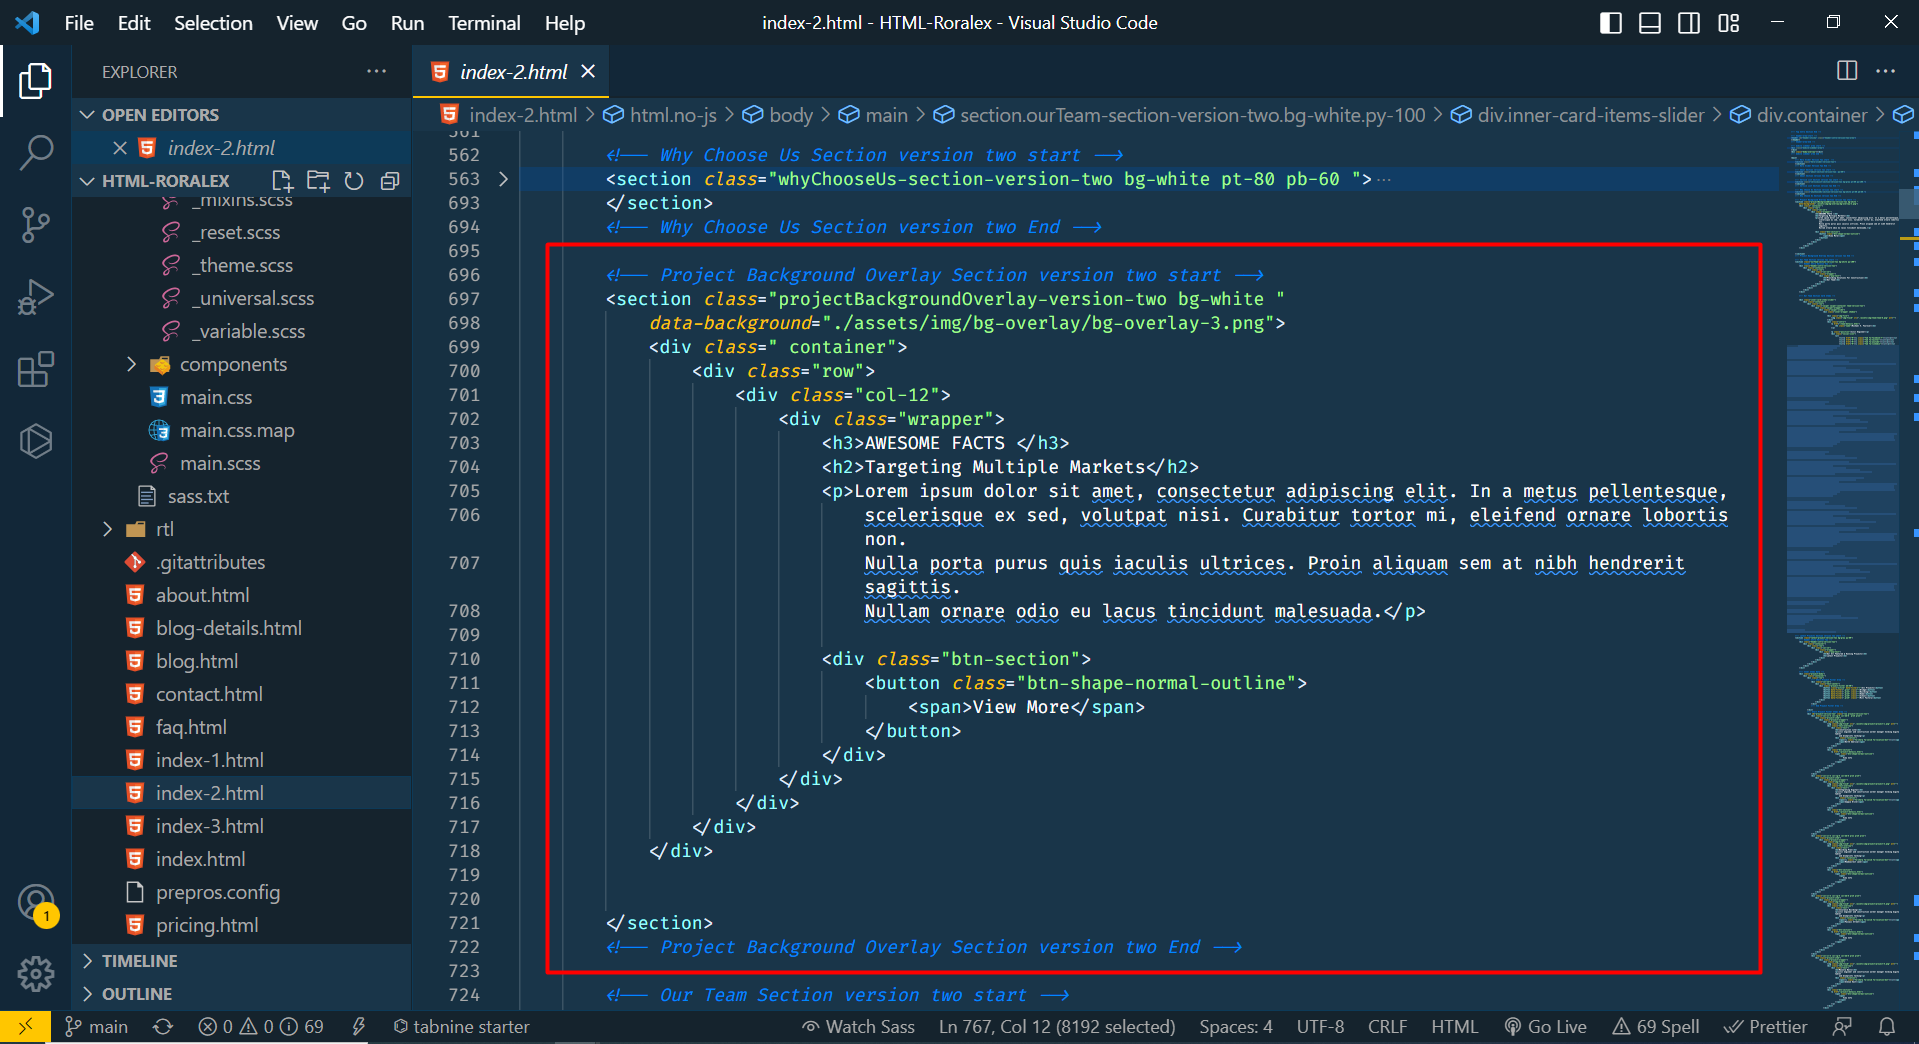 File Edit Selection View Go Run Terminal Help
index-2.html - HTML-Roralex - Visual Studio Code
EXPLORER
OPEN EDITORS
index-2.html
HTML-RORALEX
_mixins.scss
_reset.scss
_theme.scss
_universal.scss
_variable.scss
components
main.css
main.css.map
main.scss
sass.txt
rtl
.gitattributes
about.html
blog-details.html
blog.html
contact.html
faq.html
index-1.html
index-2.html
index-3.html
index.html
prepros.config
pricing.html
TIMELINE
OUTLINE
1
index-2.html
index-2.html > html.no-js > body > main > section.ourTeam-section-version-two.bg-white.py-100 > div.inner-card-items-slider > div.container >
561
562 <!-- Why Choose Us Section version two start -->
563 <section class="whyChooseUs-section-version-two bg-white pt-80 pb-60 ">...
693 </section>
694 <!-- Why Choose Us Section version two End -->
695
696 <!-- Project Background Overlay Section version two start -->
697 <section class="projectBackgroundOverlay-version-two bg-white "
698 data-background="./assets/img/bg-overlay/bg-overlay-3.png">
699 <div class=" container">
700 <div class="row">
701 <div class="col-12">
702 <div class="wrapper">
703 <h3>AWESOME FACTS </h3>
704 <h2>Targeting Multiple Markets</h2>
705 <p>Lorem ipsum dolor sit amet, consectetur adipiscing elit. In a metus pellentesque,
706 scelerisque ex sed, volutpat nisi. Curabitur tortor mi, eleifend ornare lobortis
non.
707 Nulla porta purus quis iaculis ultrices. Proin aliquam sem at nibh hendrerit
sagittis.
708 Nullam ornare odio eu lacus tincidunt malesuada.</p>
709
710 <div class="btn-section">
711 <button class="btn-shape-normal-outline">
712 <span>View More</span>
713 </button>
714 </div>
715 </div>
716 </div>
717 </div>
718 </div>
719
720
721 </section>
722 <!-- Project Background Overlay Section version two End -->
723
724 <!-- Our Team Section version two start -->
main 0 0 69 tabnine starter Watch Sass Ln 767, Col 12 (8192 selected) Spaces: 4 UTF-8 CRLF HTML Go Live 69 Spell Prettier